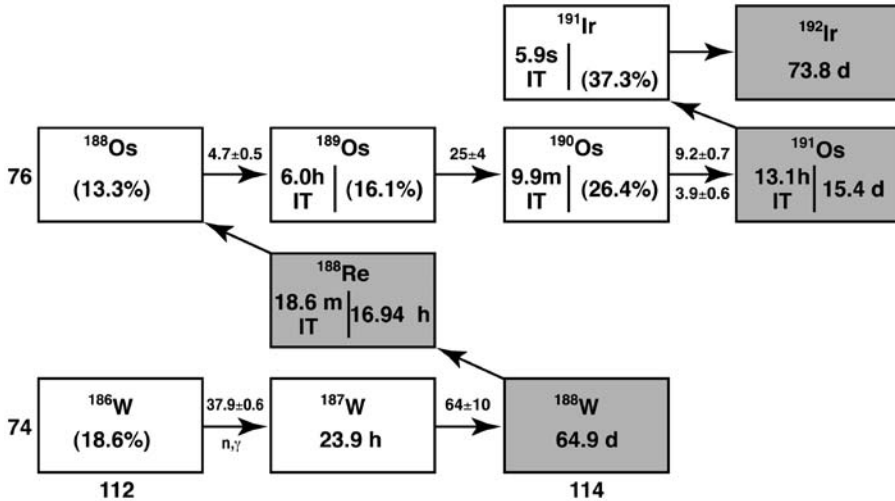 191Ir
5.9s
IT
(37.3%)
192Ir
73.8 d
76
188Os
(13.3%)
4.7±0.5
189Os
6.0h
IT
(16.1%)
25±4
190Os
9.9m
IT
(26.4%)
9.2±0.7
3.9±0.6
191Os
13.1h
IT
15.4 d
188Re
18.6 m
IT
16.94 h
74
186W
(18.6%)
37.9±0.6
n,γ
187W
23.9 h
64±10
188W
64.9 d
112
114